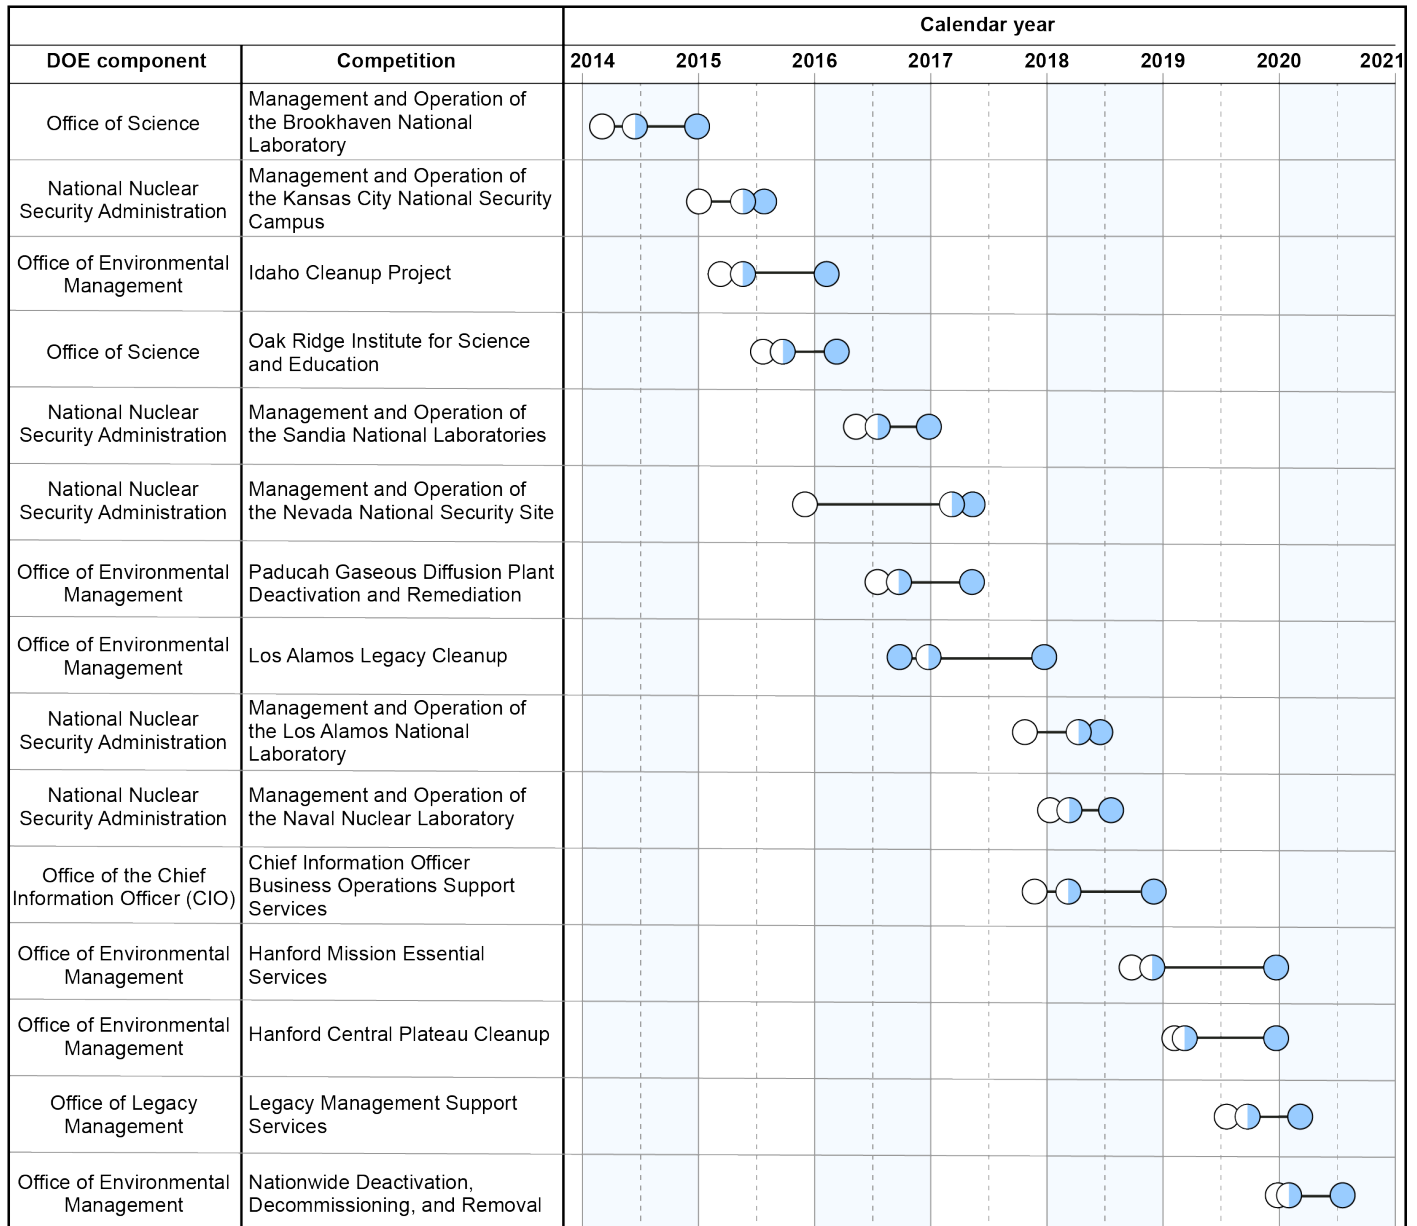 Calendar year
DOE component Competition 2014 2015 2016 2017 2018 2019 2020 2021
Office of Science
Management and Operation of
the Brookhaven National
Laboratory
National Nuclear
Security Administration
Management and Operation of
the Kansas City National Security
Campus
Office of Environmental
Management
Idaho Cleanup Project
Office of Science
Oak Ridge Institute for Science
and Education
National Nuclear
Security Administration
Management and Operation of
the Sandia National Laboratories
National Nuclear
Security Administration
Management and Operation of
the Nevada National Security Site
Office of Environmental
Management
Paducah Gaseous Diffusion Plant
Deactivation and Remediation
Office of Environmental
Management
Los Alamos Legacy Cleanup
National Nuclear
Security Administration
Management and Operation of
the Los Alamos National
Laboratory
National Nuclear
Security Administration
Management and Operation of
the Naval Nuclear Laboratory
Office of the Chief
Information Officer (CIO)
Chief Information Officer
Business Operations Support
Services
Office of Environmental
Management
Hanford Mission Essential
Services
Office of Environmental
Management
Hanford Central Plateau Cleanup
Office of Legacy
Management
Legacy Management Support
Services
Office of Environmental
Management
Nationwide Deactivation,
Decommissioning, and Removal